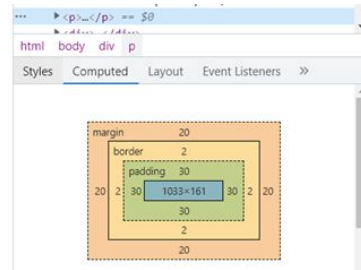 ··· ▶<p>…</p> == $0
html body div p
Styles Computed Layout Event Listeners »
margin 20
border 2
padding 30
20 2 30 1033×161 30 2 20
30
2
20